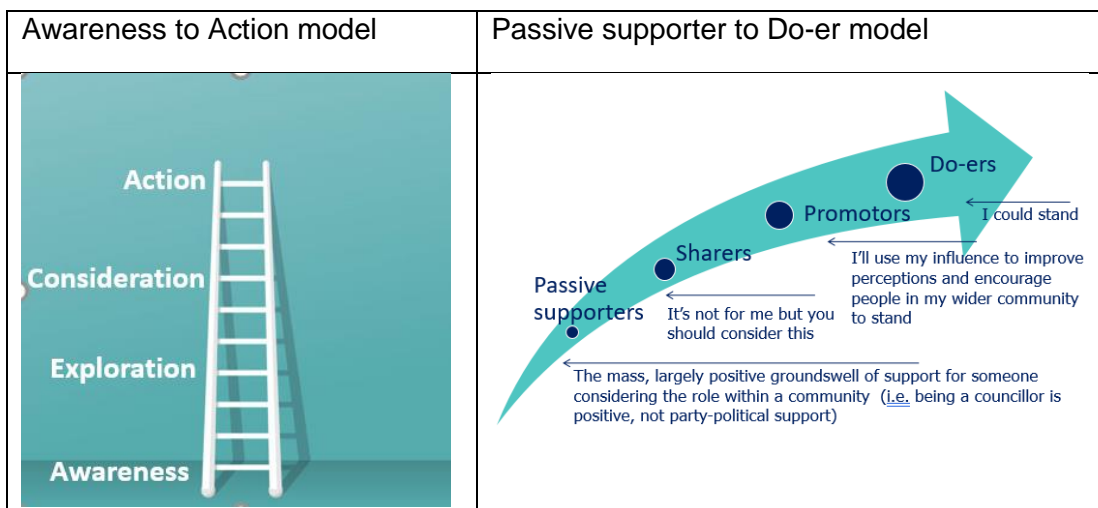 Awareness to Action model
Passive supporter to Do-er model
Action
Consideration
Exploration
Awareness
Do-ers
I could stand
Promotors
I'll use my influence to improve
perceptions and encourage
people in my wider community
to stand
Sharers
It's not for me but you
should consider this
Passive
supporters
The mass, largely positive groundswell of support for someone
considering the role within a community (i.e. being a councillor is
positive, not party-political support)